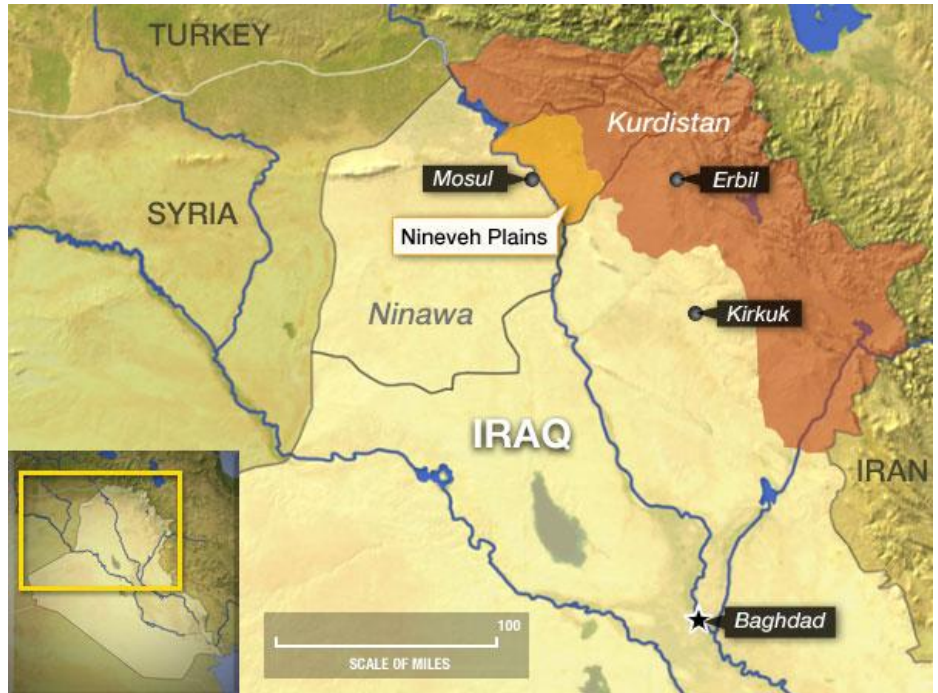 TURKEY
Kurdistan
Mosul
Erbil
SYRIA
Nineveh Plains
Ninawa
Kirkuk
IRAQ
IRAN
100
SCALE OF MILES
Baghdad